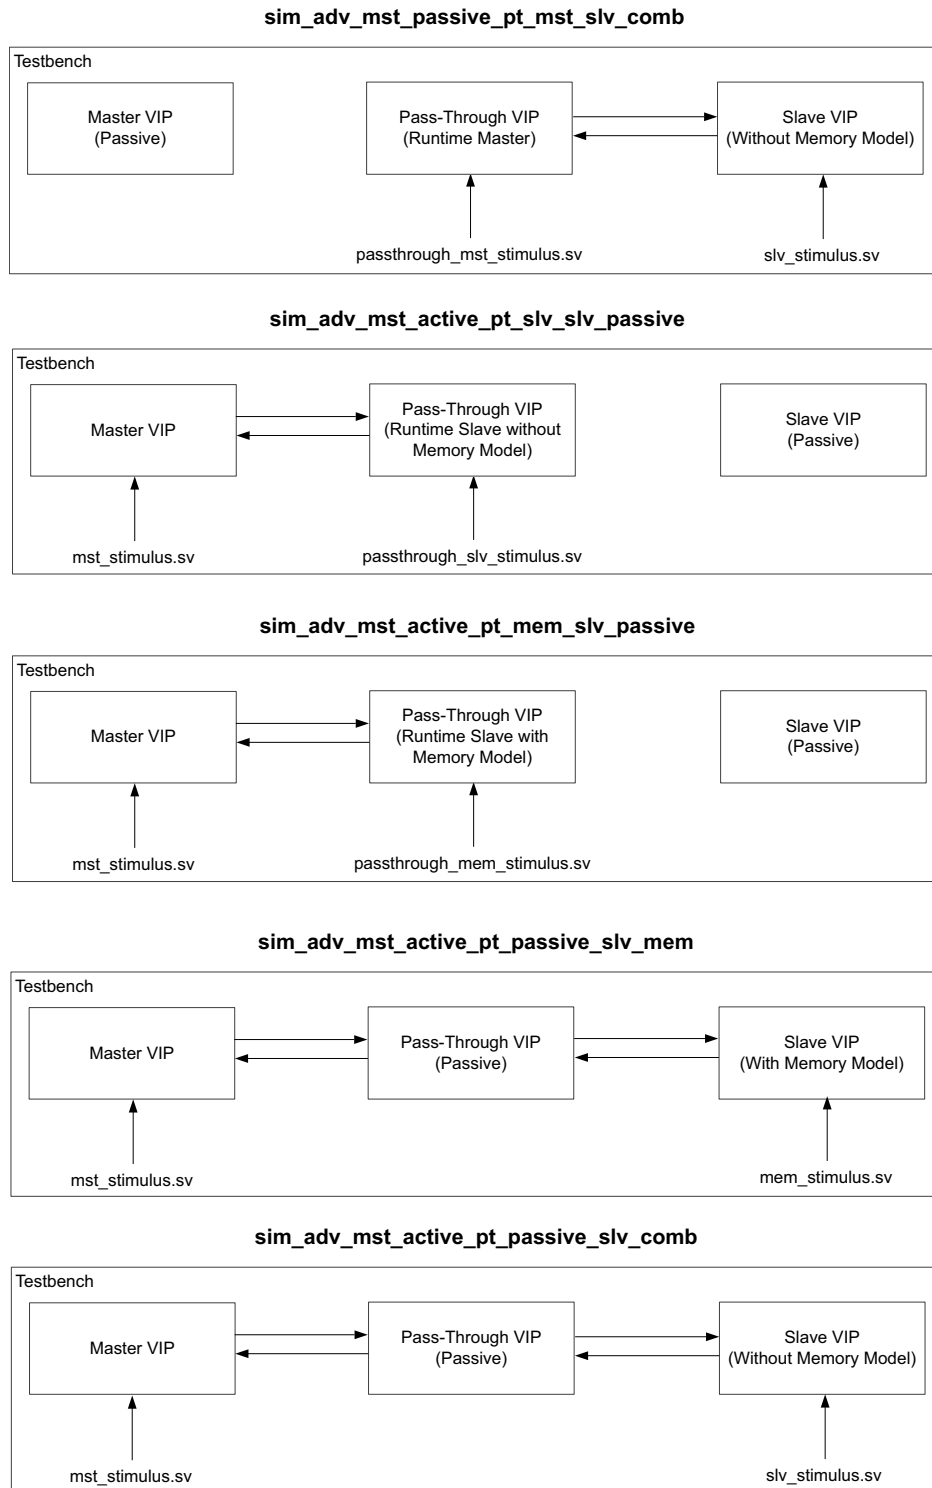 sim_adv_mst_passive_pt_mst_slv_comb
Testbench
Master VIP
(Passive)
Pass-Through VIP
(Runtime Master)
Slave VIP
(Without Memory Model)
passthrough_mst_stimulus.sv
slv_stimulus.sv
sim_adv_mst_active_pt_slv_slv_passive
Testbench
Master VIP
Pass-Through VIP
(Runtime Slave without
Memory Model)
Slave VIP
(Passive)
mst_stimulus.sv
passthrough_slv_stimulus.sv
sim_adv_mst_active_pt_mem_slv_passive
Testbench
Master VIP
Pass-Through VIP
(Runtime Slave with
Memory Model)
Slave VIP
(Passive)
mst_stimulus.sv
passthrough_mem_stimulus.sv
sim_adv_mst_active_pt_passive_slv_mem
Testbench
Master VIP
Pass-Through VIP
(Passive)
Slave VIP
(With Memory Model)
mst_stimulus.sv
mem_stimulus.sv
sim_adv_mst_active_pt_passive_slv_comb
Testbench
Master VIP
Pass-Through VIP
(Passive)
Slave VIP
(Without Memory Model)
mst_stimulus.sv
slv_stimulus.sv